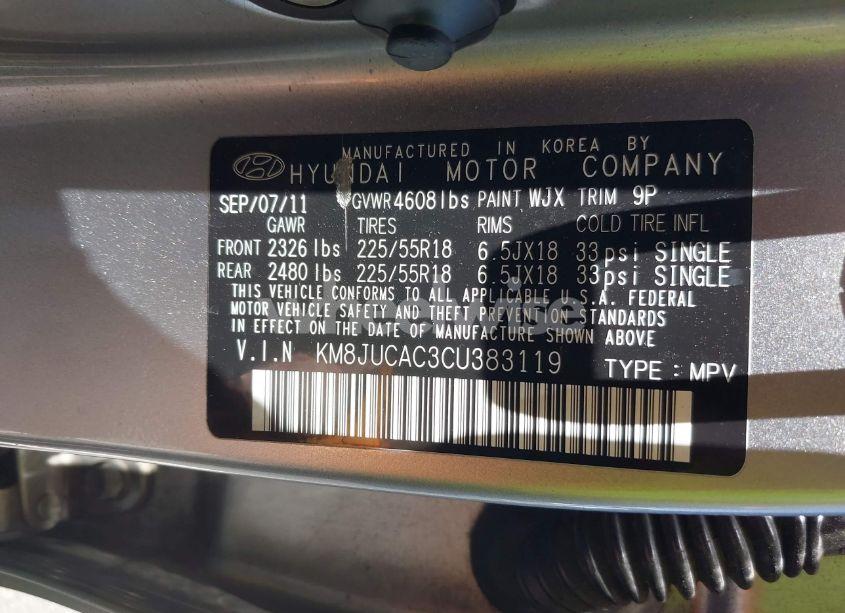 MANUFACTURED IN KOREA BY
HYUNDAI MOTOR COMPANY
SEP/07/11 GVWR 4608 lbs PAINT WJX TRIM 9P
GAWR TIRES RIMS COLD TIRE INFL
FRONT 2326 lbs 225/55R18 6.5JX18 33psi SINGLE
REAR 2480 lbs 225/55R18 6.5JX18 33psi SINGLE
THIS VEHICLE CONFORMS TO ALL APPLICABLE U.S.A. FEDERAL
MOTOR VEHICLE SAFETY AND THEFT PREVENTION STANDARDS
IN EFFECT ON THE DATE OF MANUFACTURE SHOWN ABOVE
V.I.N KM8JUCAC3CU383119 TYPE : MPV